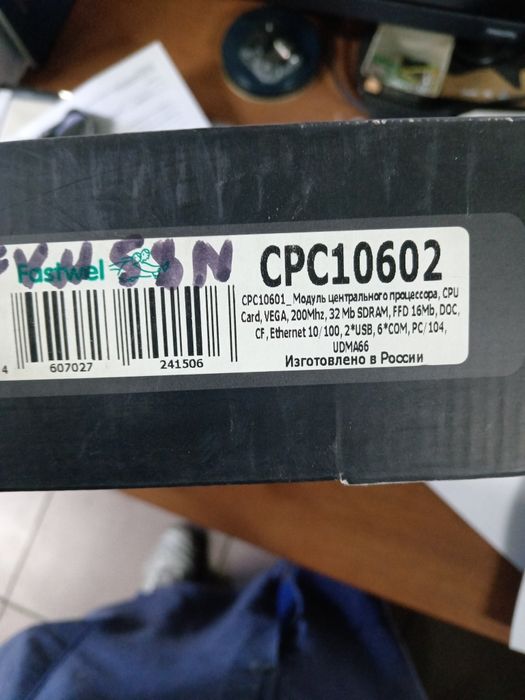 Fastwel
CPC10602
CPC10601_ Модуль центрального процессора, CPU
Card, VEGA, 200Mhz, 32 Mb SDRAM, FFD 16Mb, DOC,
CF, Ethernet 10/100, 2*USB, 6*COM, PC/104,
UDMA66
Изготовлено в России
4 607027 241506